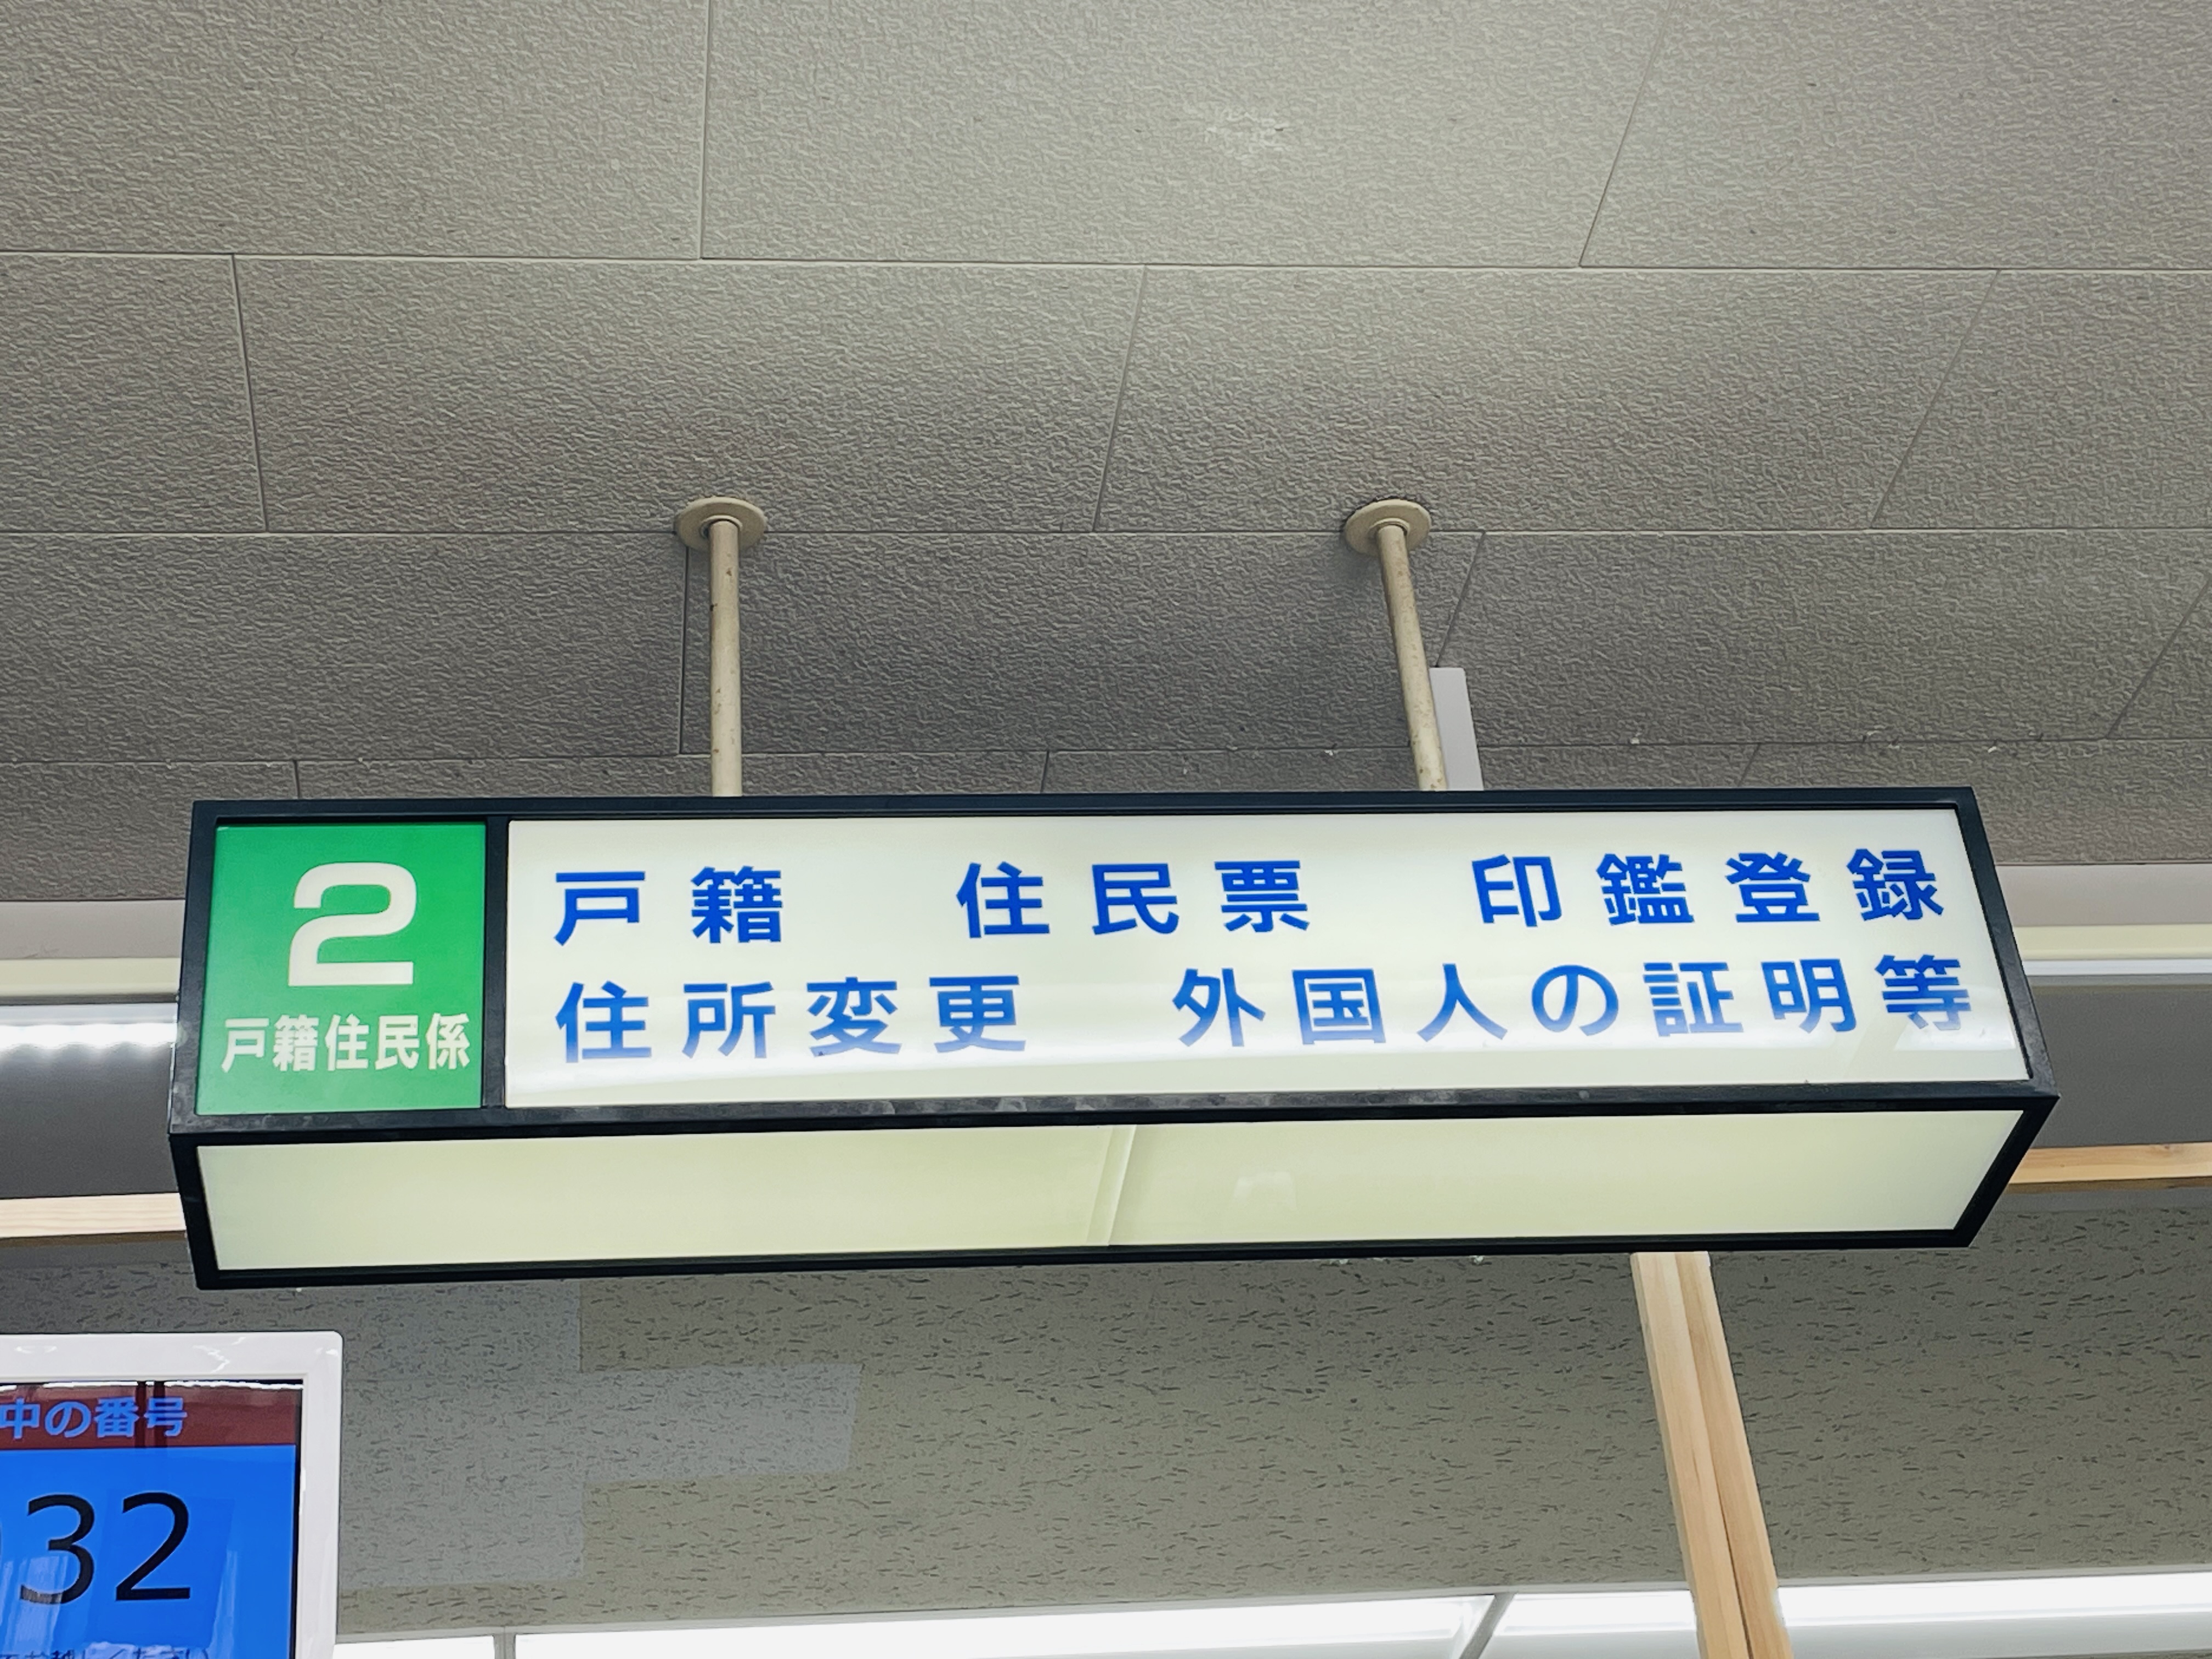 2
戸籍住民係
戸籍 住民票 印鑑登録
住所変更 外国人の証明等
中の番号
32